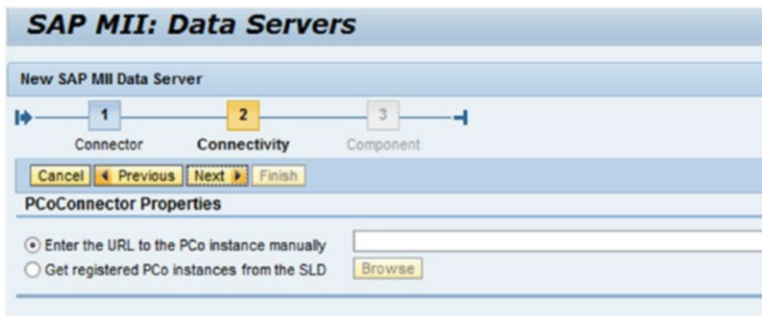 SAP MII: Data Servers
New SAP MII Data Server
1 2 3
Connector Connectivity Component
Cancel Previous Next Finish
PCoConnector Properties
Enter the URL to the PCo instance manually
Get registered PCo instances from the SLD Browse